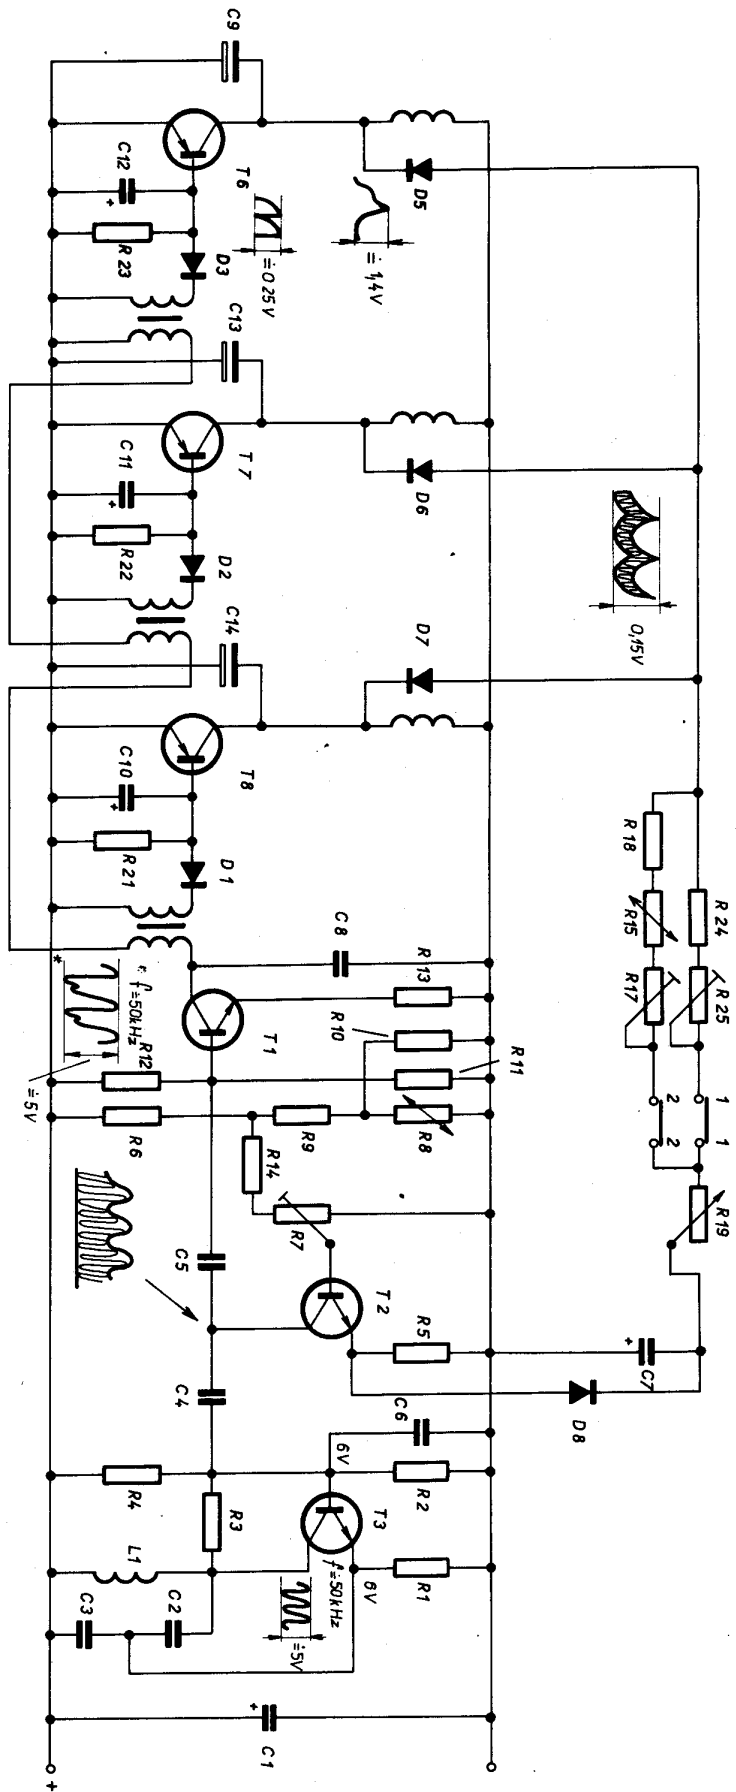 R24
R25
1 1
R19
C7
R18
R15
R17
2 2
0,15V
D8
D5
D6
D7
R13
R11
R10
R8
R5
C6
R2
R1
≐1,4V
C8
R9
R7
T2
6V
T3
6V
f=50kHz
≐5V
T6
≐0,25V
T7
T8
T1
R14
C1
C9
D3
C13
D2
C14
D1
C5
C4
R3
C12
R23
C11
R22
C10
R21
* f=50kHz
R12
R6
R4
L1
C2
C3
*
≐5V
+
+
+
+
+
+